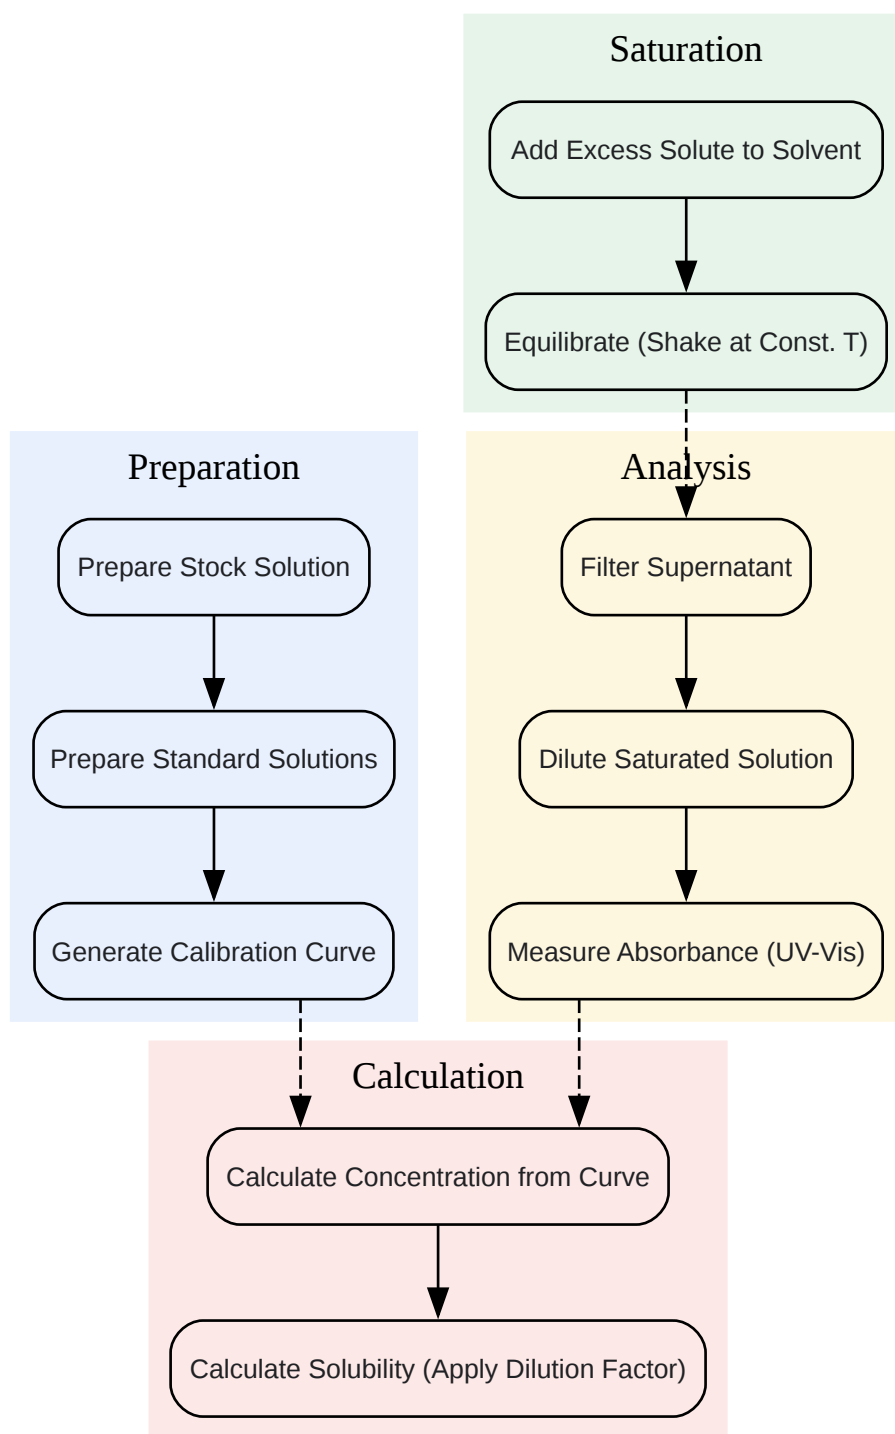 Saturation
Add Excess Solute to Solvent
Equilibrate (Shake at Const. T)
Preparation
Prepare Stock Solution
Prepare Standard Solutions
Generate Calibration Curve
Analysis
Filter Supernatant
Dilute Saturated Solution
Measure Absorbance (UV-Vis)
Calculation
Calculate Concentration from Curve
Calculate Solubility (Apply Dilution Factor)